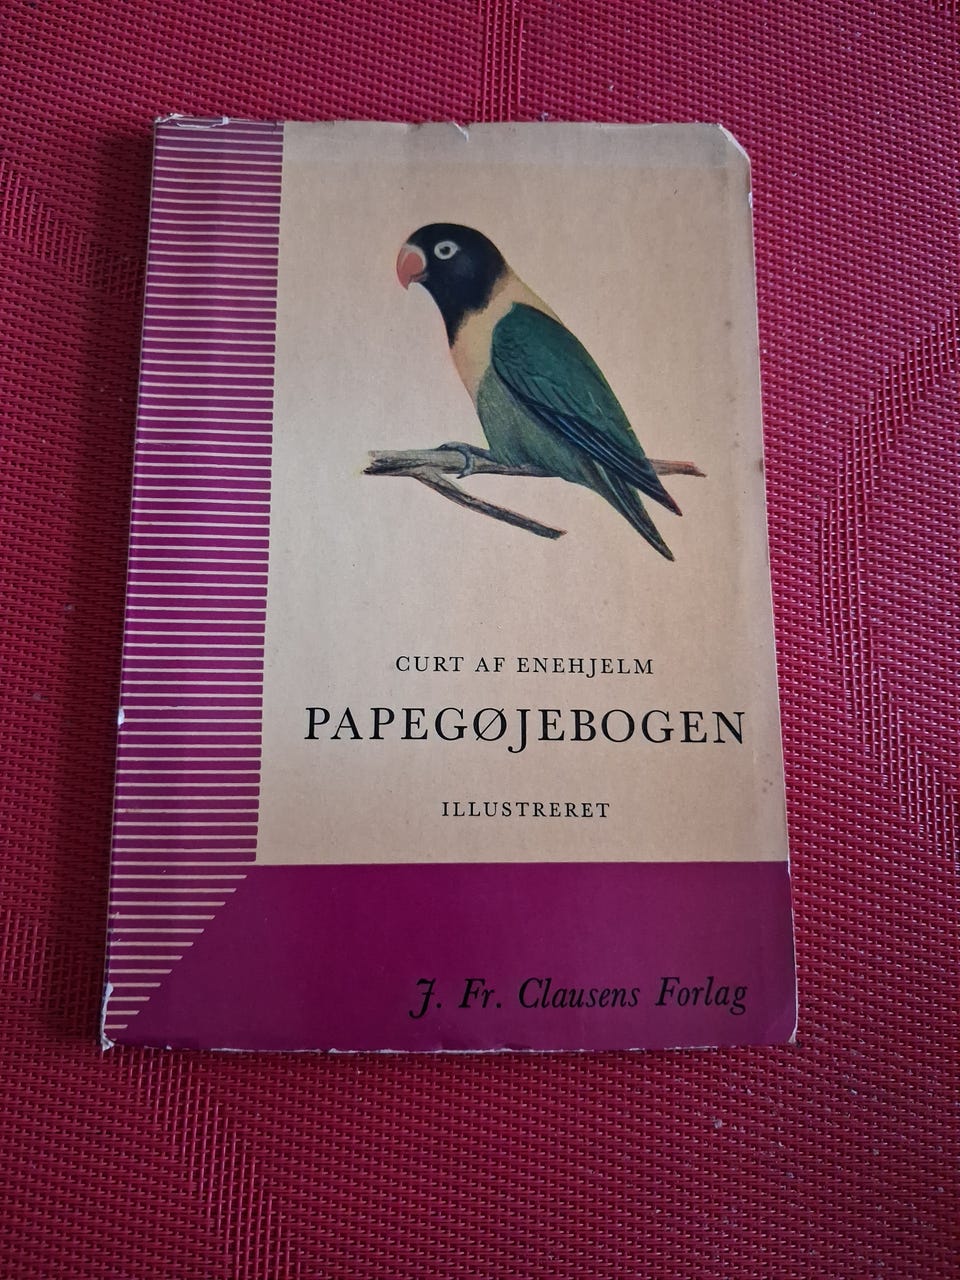 CURT AF ENEHJELM
PAPEGØJEBOGEN
ILLUSTRERET
J. Fr. Clausens Forlag